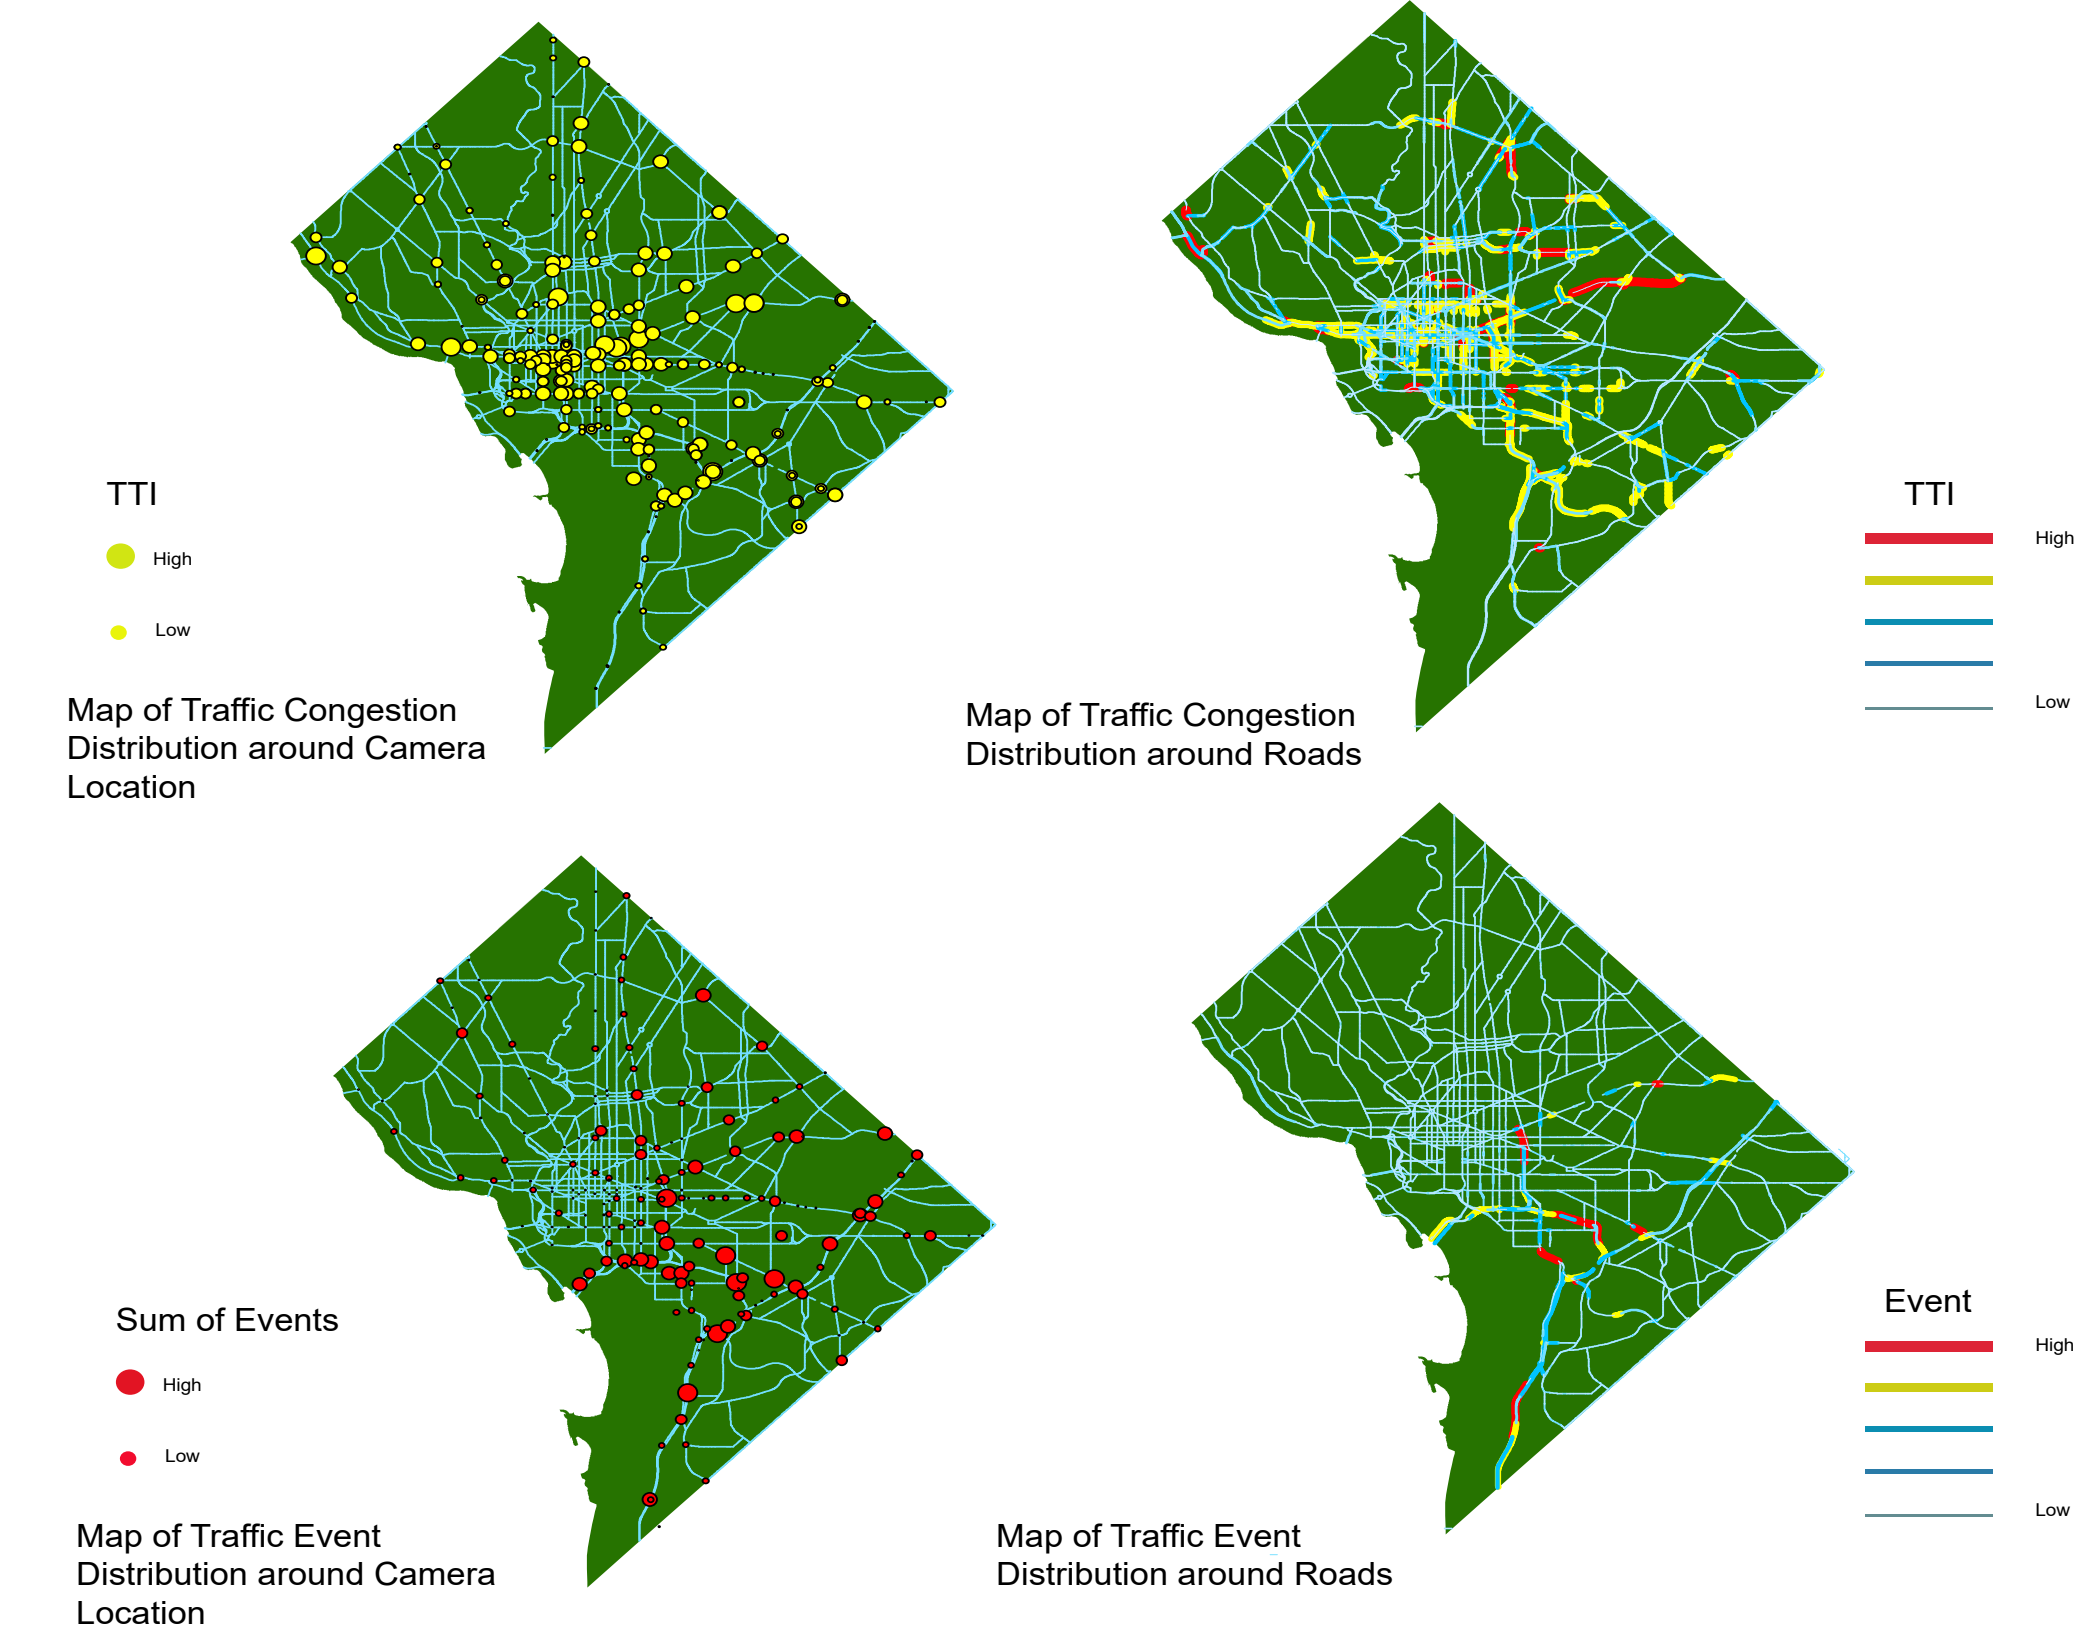 TTI
High
Low
Map of Traffic Congestion
Distribution around Camera
Location
TTI
High
Low
Map of Traffic Congestion
Distribution around Roads
Sum of Events
High
Low
Map of Traffic Event
Distribution around Camera
Location
Event
High
Low
Map of Traffic Event
Distribution around Roads